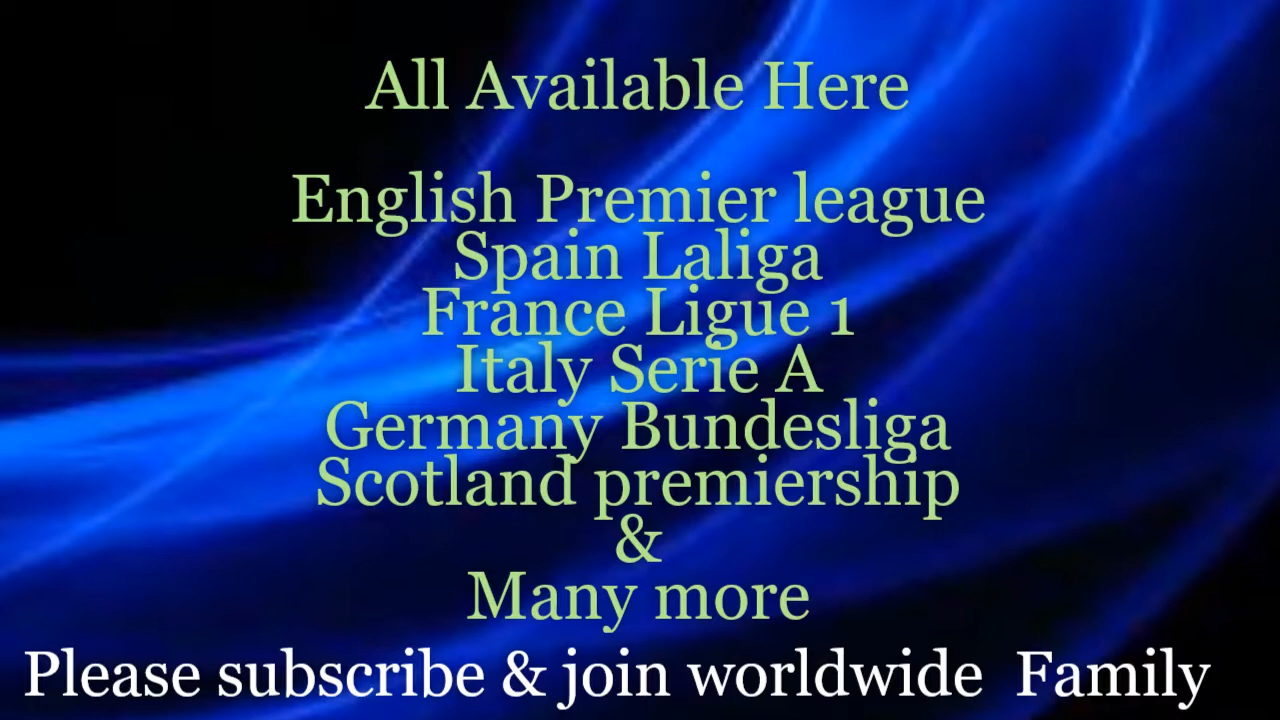 All Available Here
English Premier league
Spain Laliga
France Ligue 1
Italy Serie A
Germany Bundesliga
Scotland premiership
&
Many more
Please subscribe & join worldwide Family